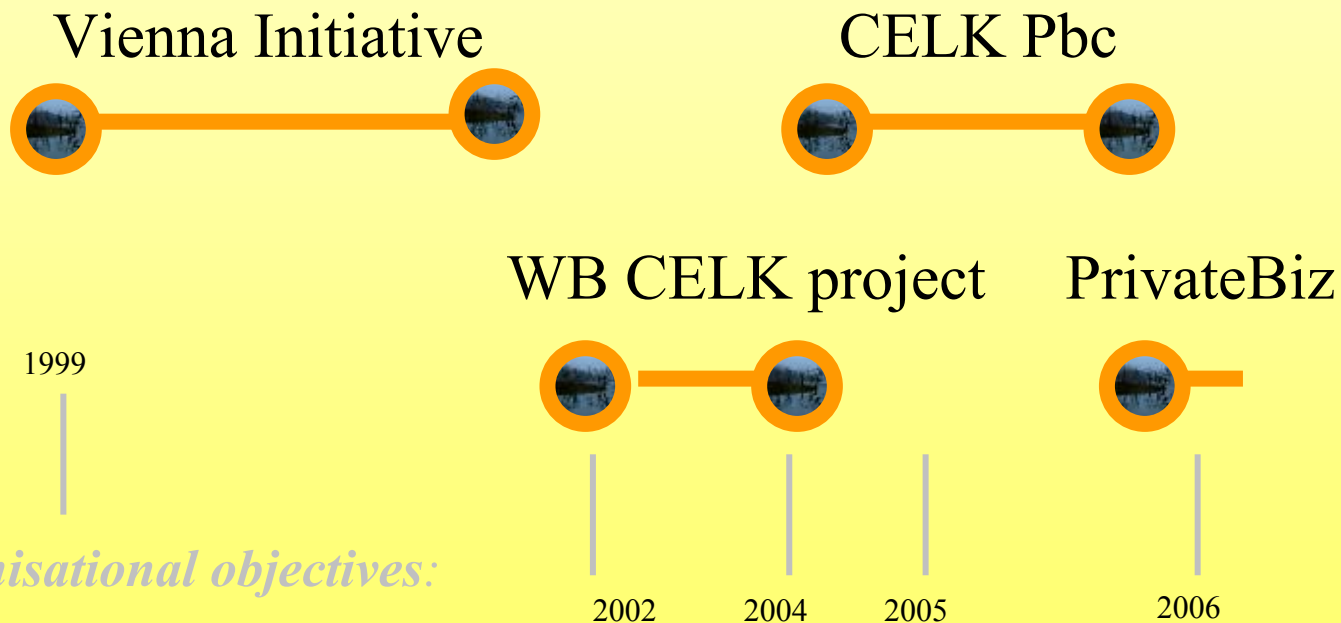 Vienna Initiative
CELK Pbc
WB CELK project
PrivateBiz
1999
nisational objectives:
2002
2004
2005
2006